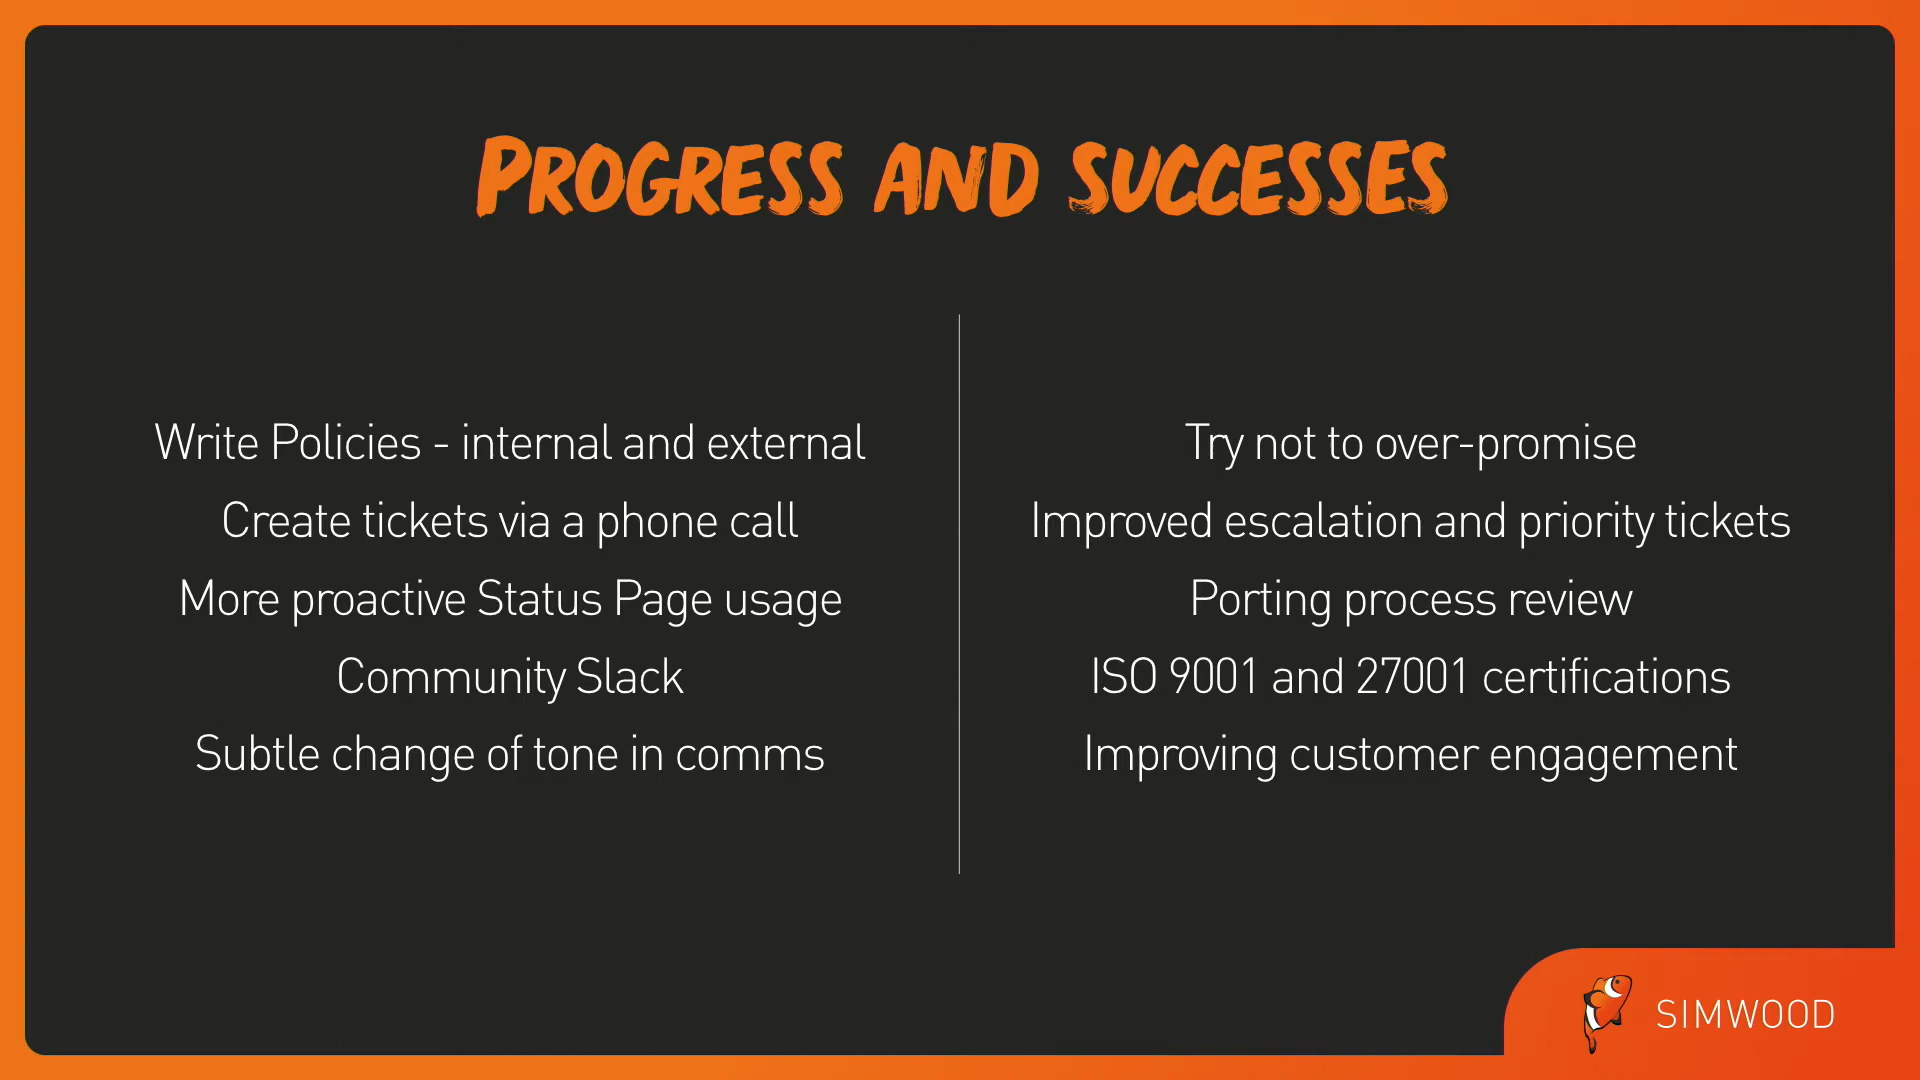 PROGRESS AND SUCCESSES
Write Policies - internal and external
Create tickets via a phone call
More proactive Status Page usage
Community Slack
Subtle change of tone in comms
Try not to over-promise
Improved escalation and priority tickets
Porting process review
ISO 9001 and 27001 certifications
Improving customer engagement
SIMWOOD